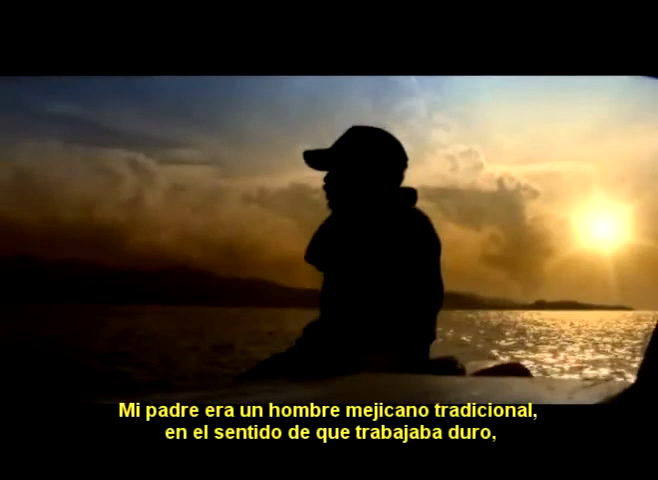 Mi padre era un hombre mejicano tradicional,
en el sentido de que trabajaba duro,